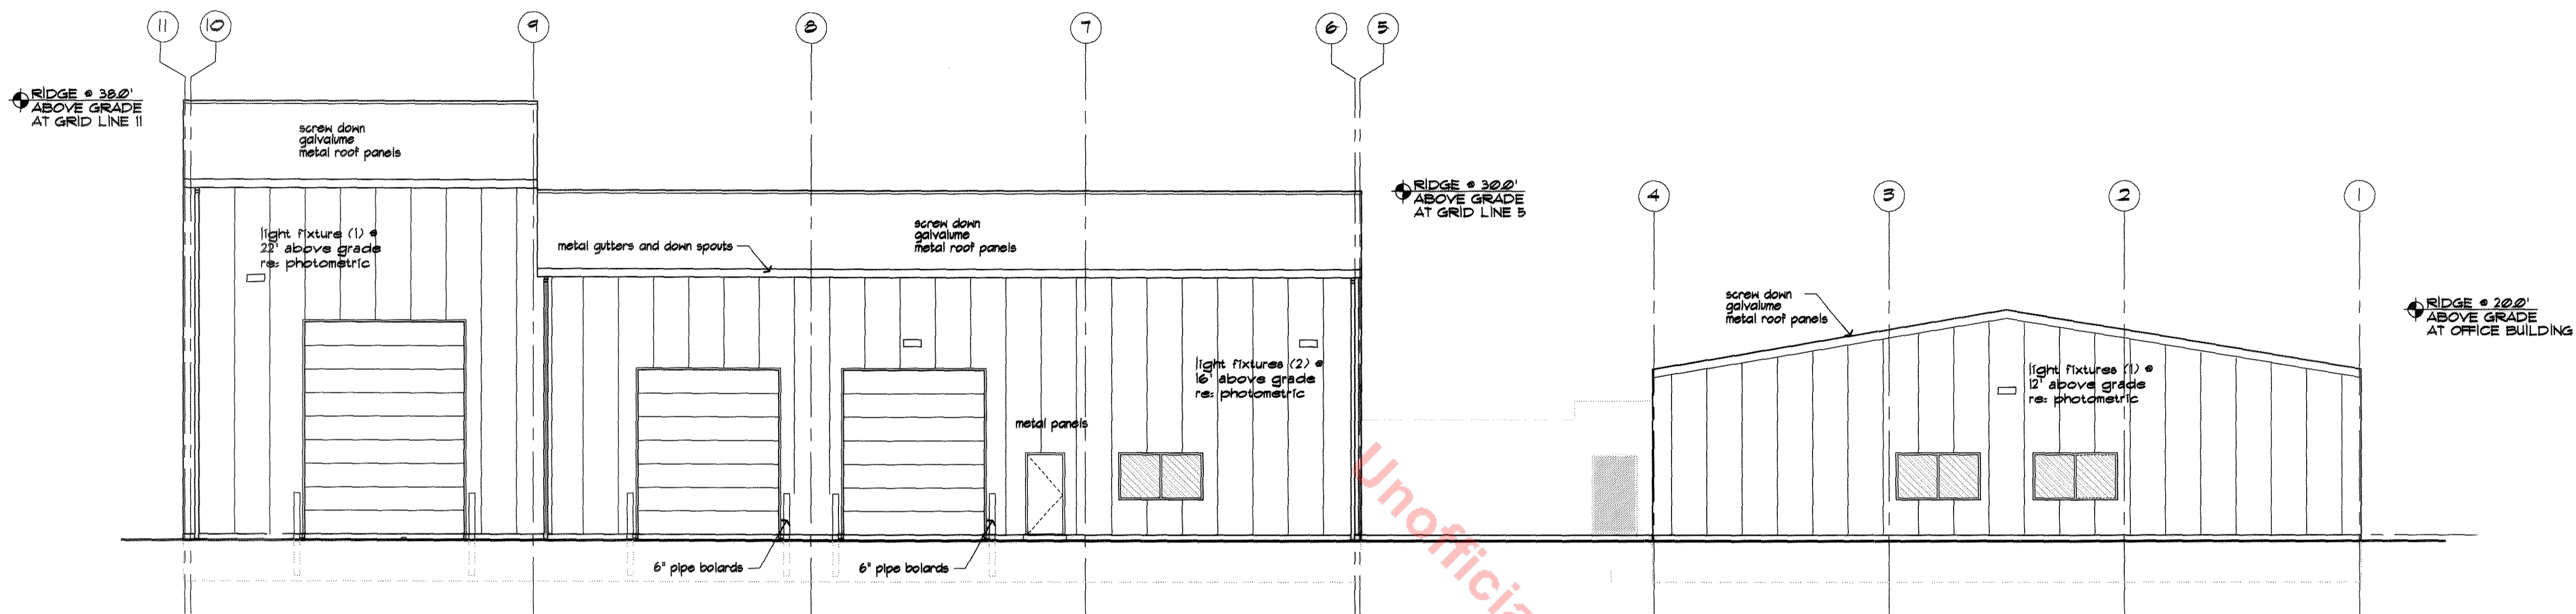 11
10
9
8
7
6
5
RIDGE @ 38.0'
ABOVE GRADE
AT GRID LINE 11
screw down
galvalume
metal roof panels
light fixture (1) @
22' above grade
re: photometric
metal gutters and down spouts
screw down
galvalume
metal roof panels
RIDGE @ 30.0'
ABOVE GRADE
AT GRID LINE 5
light fixtures (2) @
16' above grade
re: photometric
metal panels
6" pipe bolards
6" pipe bolards
4
3
2
1
screw down
galvalume
metal roof panels
RIDGE @ 20.0'
ABOVE GRADE
AT OFFICE BUILDING
light fixtures (1) @
12' above grade
re: photometric